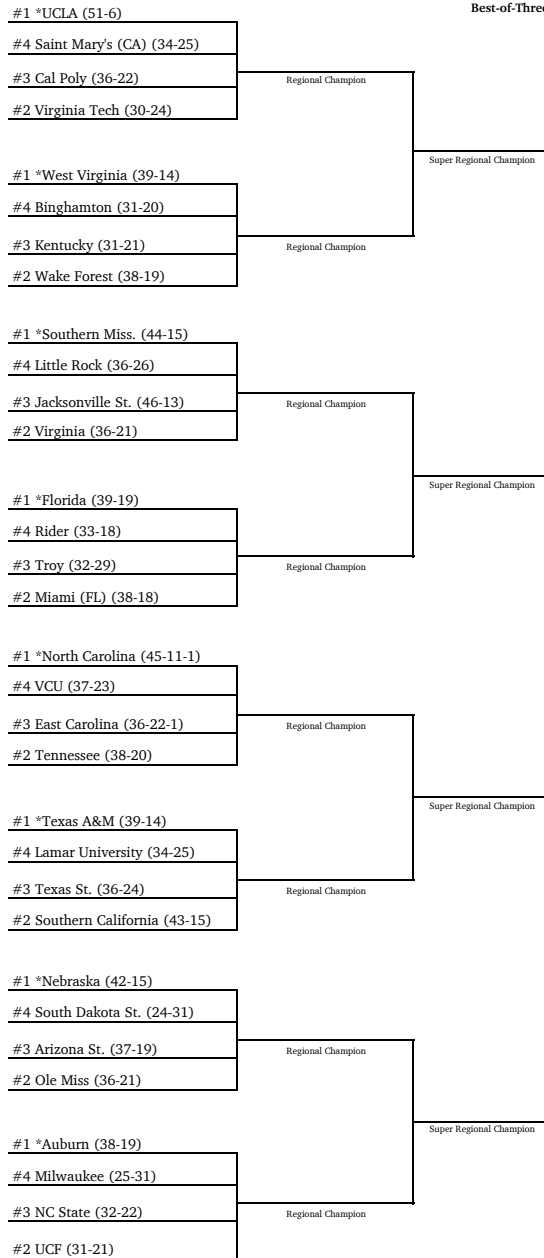 Best-of-Three
#1 *UCLA (51-6)
#4 Saint Mary's (CA) (34-25)
#3 Cal Poly (36-22)
Regional Champion
#2 Virginia Tech (30-24)
Super Regional Champion
#1 *West Virginia (39-14)
#4 Binghamton (31-20)
#3 Kentucky (31-21)
Regional Champion
#2 Wake Forest (38-19)
#1 *Southern Miss. (44-15)
#4 Little Rock (36-26)
#3 Jacksonville St. (46-13)
Regional Champion
#2 Virginia (36-21)
Super Regional Champion
#1 *Florida (39-19)
#4 Rider (33-18)
#3 Troy (32-29)
Regional Champion
#2 Miami (FL) (38-18)
#1 *North Carolina (45-11-1)
#4 VCU (37-23)
#3 East Carolina (36-22-1)
Regional Champion
#2 Tennessee (38-20)
Super Regional Champion
#1 *Texas A&M (39-14)
#4 Lamar University (34-25)
#3 Texas St. (36-24)
Regional Champion
#2 Southern California (43-15)
#1 *Nebraska (42-15)
#4 South Dakota St. (24-31)
#3 Arizona St. (37-19)
Regional Champion
#2 Ole Miss (36-21)
Super Regional Champion
#1 *Auburn (38-19)
#4 Milwaukee (25-31)
#3 NC State (32-22)
Regional Champion
#2 UCF (31-21)